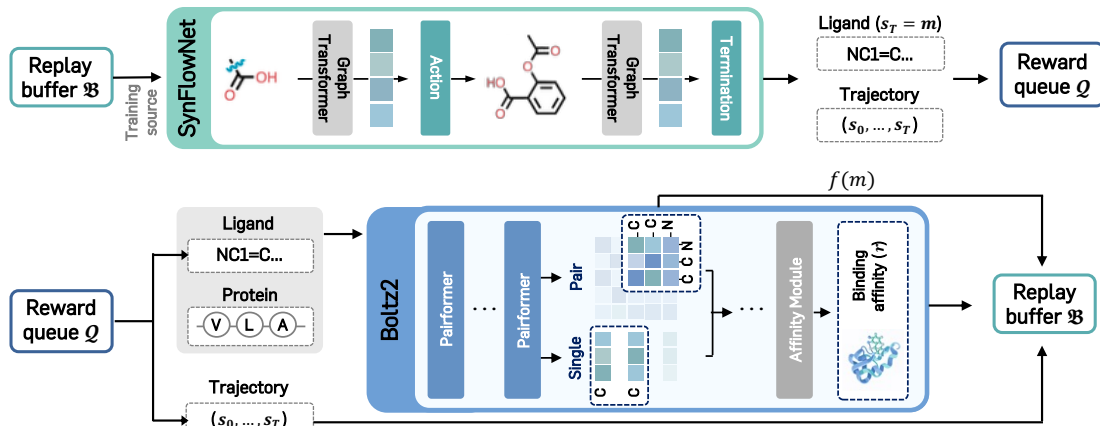 Replay
buffer 𝔅
Training
source
SynFlowNet
OH
O
Graph
Transformer
Action
O
O
HO
O
Graph
Transformer
Termination
Ligand (s_T = m)
NC1=C...
Trajectory
(s_0, ..., s_T)
Reward
queue 𝒬
Reward
queue 𝒬
Ligand
NC1=C...
Protein
V L A
Trajectory
(s_0, ..., s_T)
Boltz2
Pairformer
...
Pairformer
Pair
C C N
N
C
C
Single
C C
...
Affinity Module
Binding
affinity (r)
f(m)
Replay
buffer 𝔅